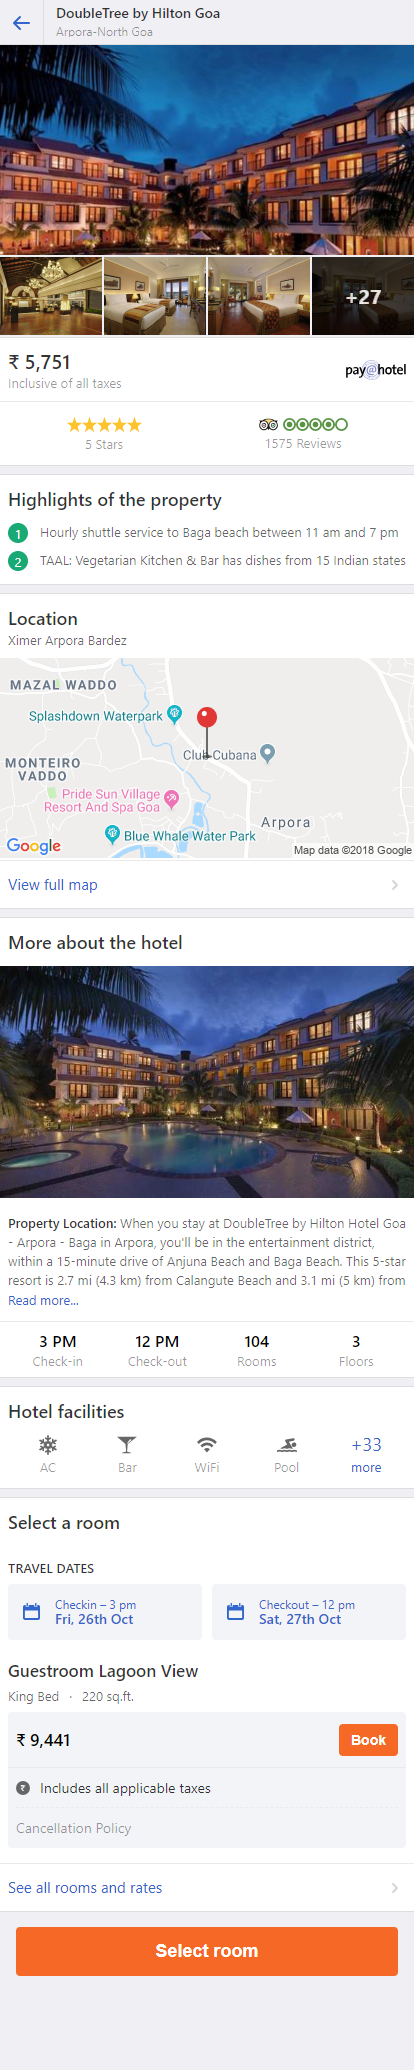 DoubleTree by Hilton Goa
Arpora-North Goa
+27
₹ 5,751
pay@hotel
Inclusive of all taxes
5 Stars
1575 Reviews
Highlights of the property
1 Hourly shuttle service to Baga beach between 11 am and 7 pm
2 TAAL: Vegetarian Kitchen & Bar has dishes from 15 Indian states
Location
Ximer Arpora Bardez
MAZAL WADDO
Splashdown Waterpark
Club Cubana
MONTEIRO
VADDO
Pride Sun Village
Resort And Spa Goa
Arpora
Blue Whale Water Park
Google
Map data ©2018 Google
View full map
More about the hotel
Property Location: When you stay at DoubleTree by Hilton Hotel Goa
- Arpora - Baga in Arpora, you'll be in the entertainment district,
within a 15-minute drive of Anjuna Beach and Baga Beach. This 5-star
resort is 2.7 mi (4.3 km) from Calangute Beach and 3.1 mi (5 km) from
Read more...
3 PM 12 PM 104 3
Check-in Check-out Rooms Floors
Hotel facilities
+33
AC Bar WiFi Pool more
Select a room
TRAVEL DATES
Checkin – 3 pm
Fri, 26th Oct
Checkout – 12 pm
Sat, 27th Oct
Guestroom Lagoon View
King Bed · 220 sq.ft.
₹ 9,441
Book
₹ Includes all applicable taxes
Cancellation Policy
See all rooms and rates
Select room